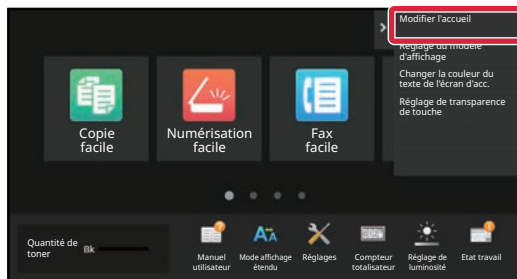 Modifier l'accueil
Réglage du modèle
d'affichage
Changer la couleur du
texte de l'écran d'acc.
Réglage de transparence
de touche
Copie
facile
Numérisation
facile
Fax
facile
Quantité de
toner
Bk
Manuel
utilisateur
Mode affichage
étendu
Réglages
Compteur
totalisateur
Réglage de
luminosité
Etat travail